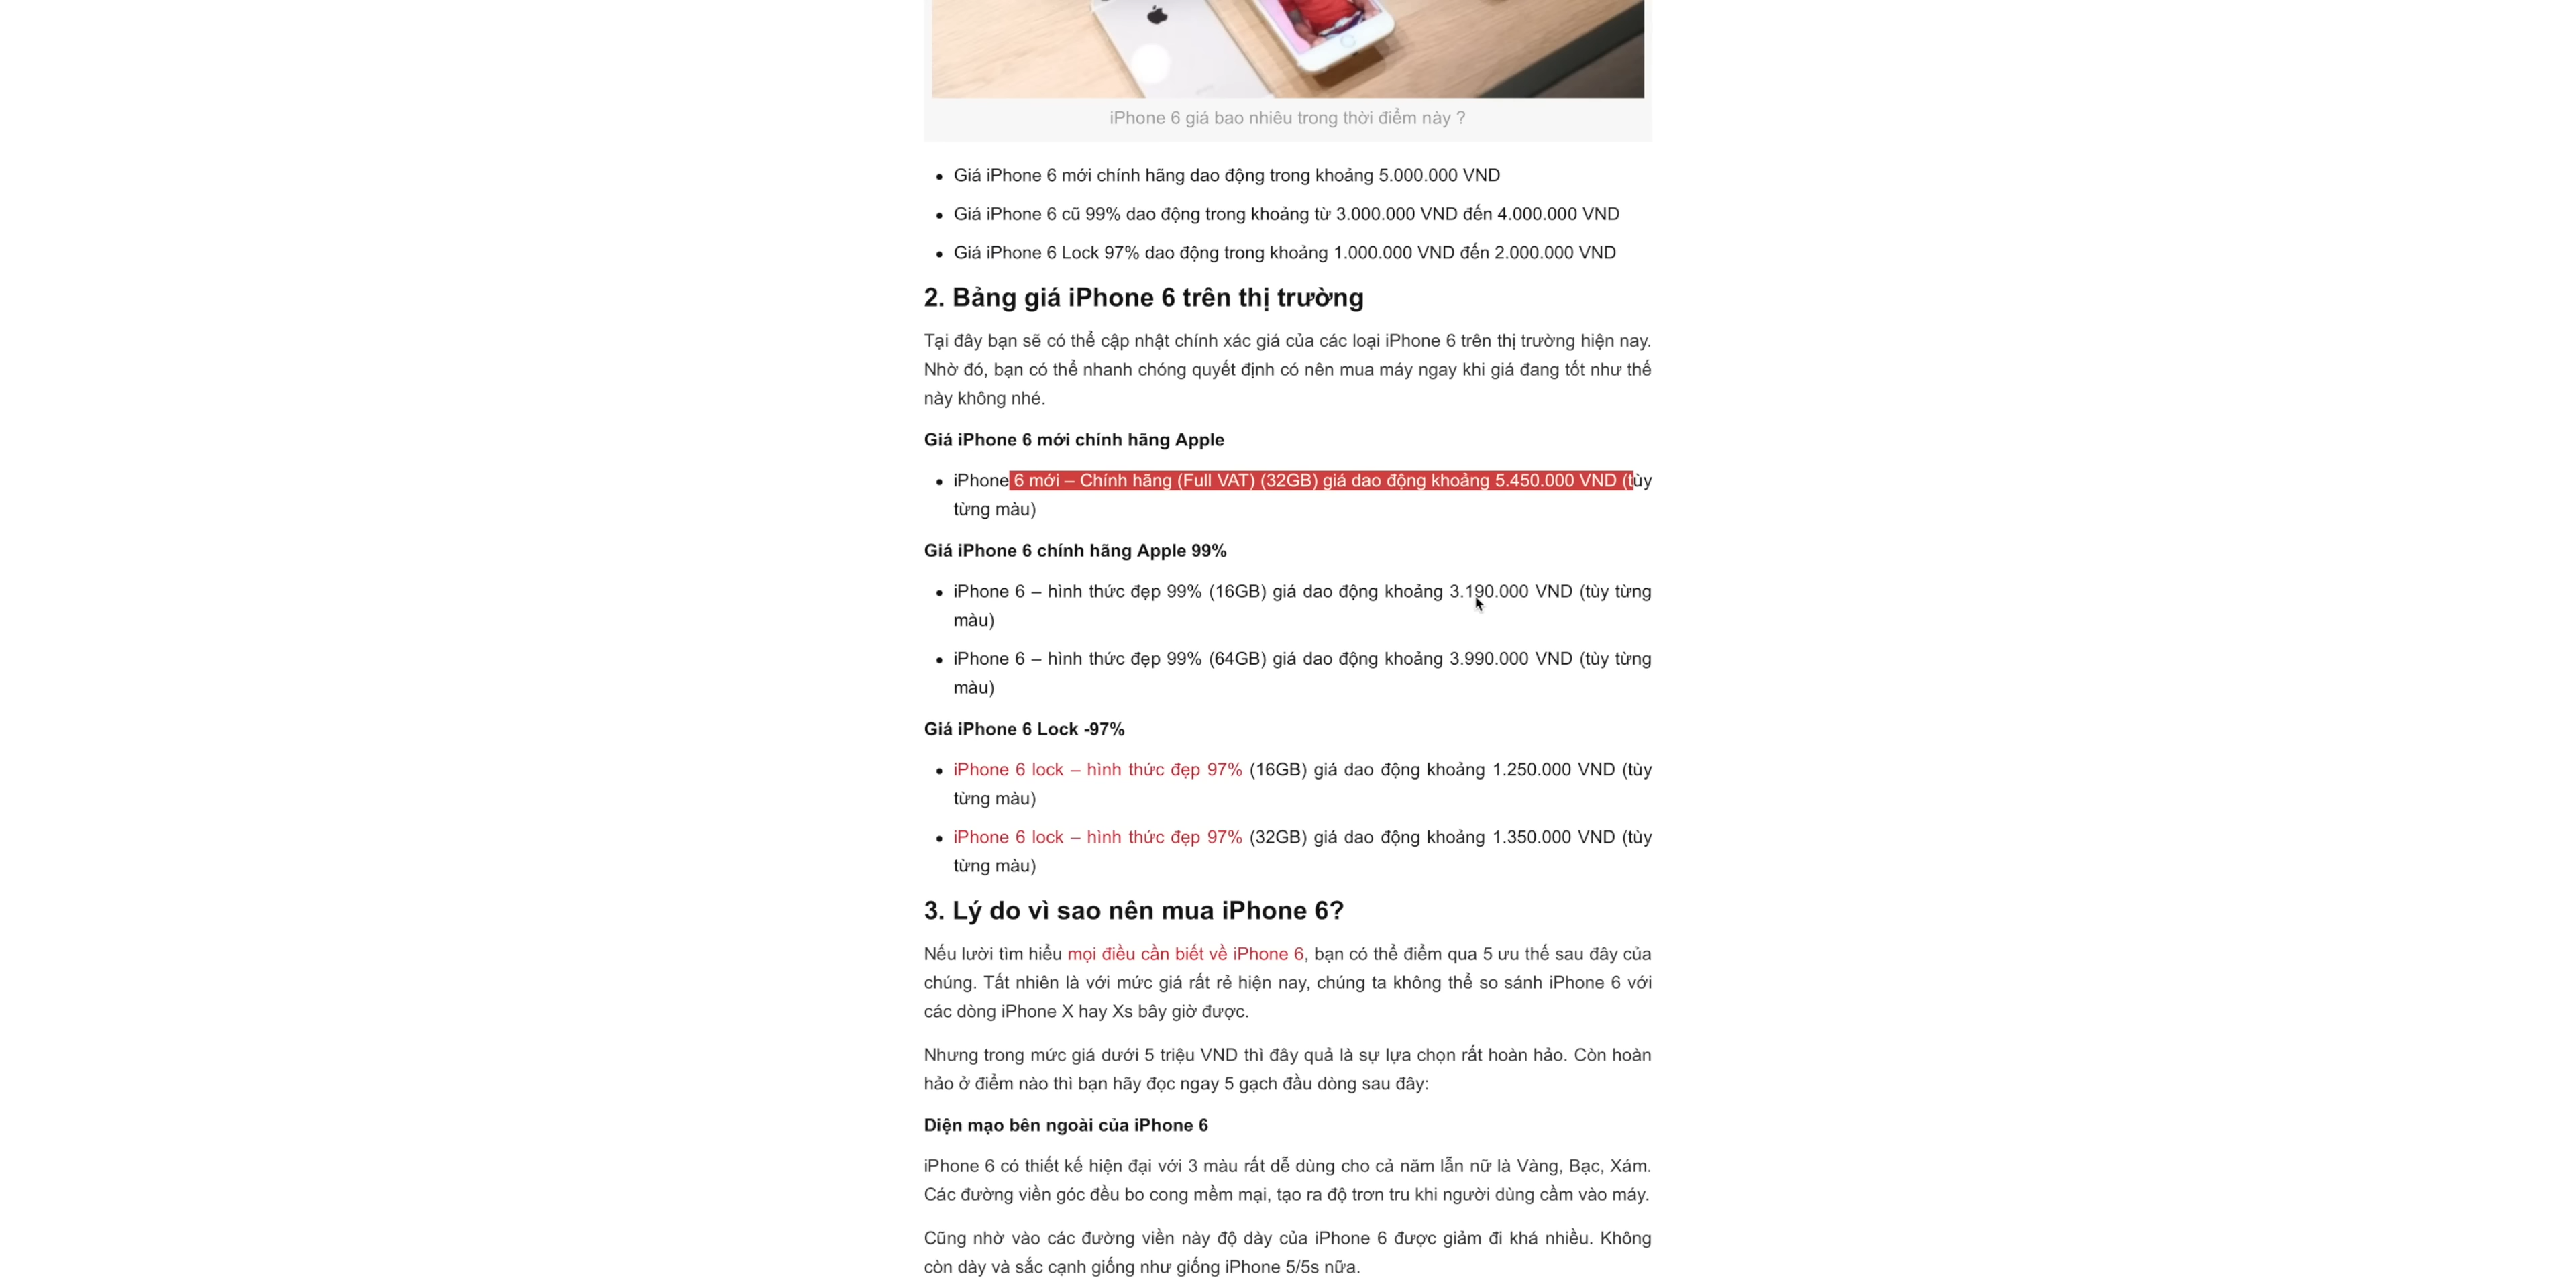 iPhone 6 giá bao nhiêu trong thời điểm này ?
Giá iPhone 6 mới chính hãng dao động trong khoảng 5.000.000 VND
Giá iPhone 6 cũ 99% dao động trong khoảng từ 3.000.000 VND đến 4.000.000 VND
Giá iPhone 6 Lock 97% dao động trong khoảng 1.000.000 VND đến 2.000.000 VND
2. Bảng giá iPhone 6 trên thị trường
Tại đây bạn sẽ có thể cập nhật chính xác giá của các loại iPhone 6 trên thị trường hiện nay.
Nhờ đó, bạn có thể nhanh chóng quyết định có nên mua máy ngay khi giá đang tốt như thế
này không nhé.
Giá iPhone 6 mới chính hãng Apple
iPhone 6 mới – Chính hãng (Full VAT) (32GB) giá dao động khoảng 5.450.000 VND (tùy
từng màu)
Giá iPhone 6 chính hãng Apple 99%
iPhone 6 – hình thức đẹp 99% (16GB) giá dao động khoảng 3.190.000 VND (tùy từng
màu)
iPhone 6 – hình thức đẹp 99% (64GB) giá dao động khoảng 3.990.000 VND (tùy từng
màu)
Giá iPhone 6 Lock -97%
iPhone 6 lock – hình thức đẹp 97% (16GB) giá dao động khoảng 1.250.000 VND (tùy
từng màu)
iPhone 6 lock – hình thức đẹp 97% (32GB) giá dao động khoảng 1.350.000 VND (tùy
từng màu)
3. Lý do vì sao nên mua iPhone 6?
Nếu lười tìm hiểu mọi điều cần biết về iPhone 6, bạn có thể điểm qua 5 ưu thế sau đây của
chúng. Tất nhiên là với mức giá rất rẻ hiện nay, chúng ta không thể so sánh iPhone 6 với
các dòng iPhone X hay Xs bây giờ được.
Nhưng trong mức giá dưới 5 triệu VND thì đây quả là sự lựa chọn rất hoàn hảo. Còn hoàn
hảo ở điểm nào thì bạn hãy đọc ngay 5 gạch đầu dòng sau đây:
Diện mạo bên ngoài của iPhone 6
iPhone 6 có thiết kế hiện đại với 3 màu rất dễ dùng cho cả năm lẫn nữ là Vàng, Bạc, Xám.
Các đường viền góc đều bo cong mềm mại, tạo ra độ trơn tru khi người dùng cầm vào máy.
Cũng nhờ vào các đường viền này độ dày của iPhone 6 được giảm đi khá nhiều. Không
còn dày và sắc cạnh giống như giống iPhone 5/5s nữa.